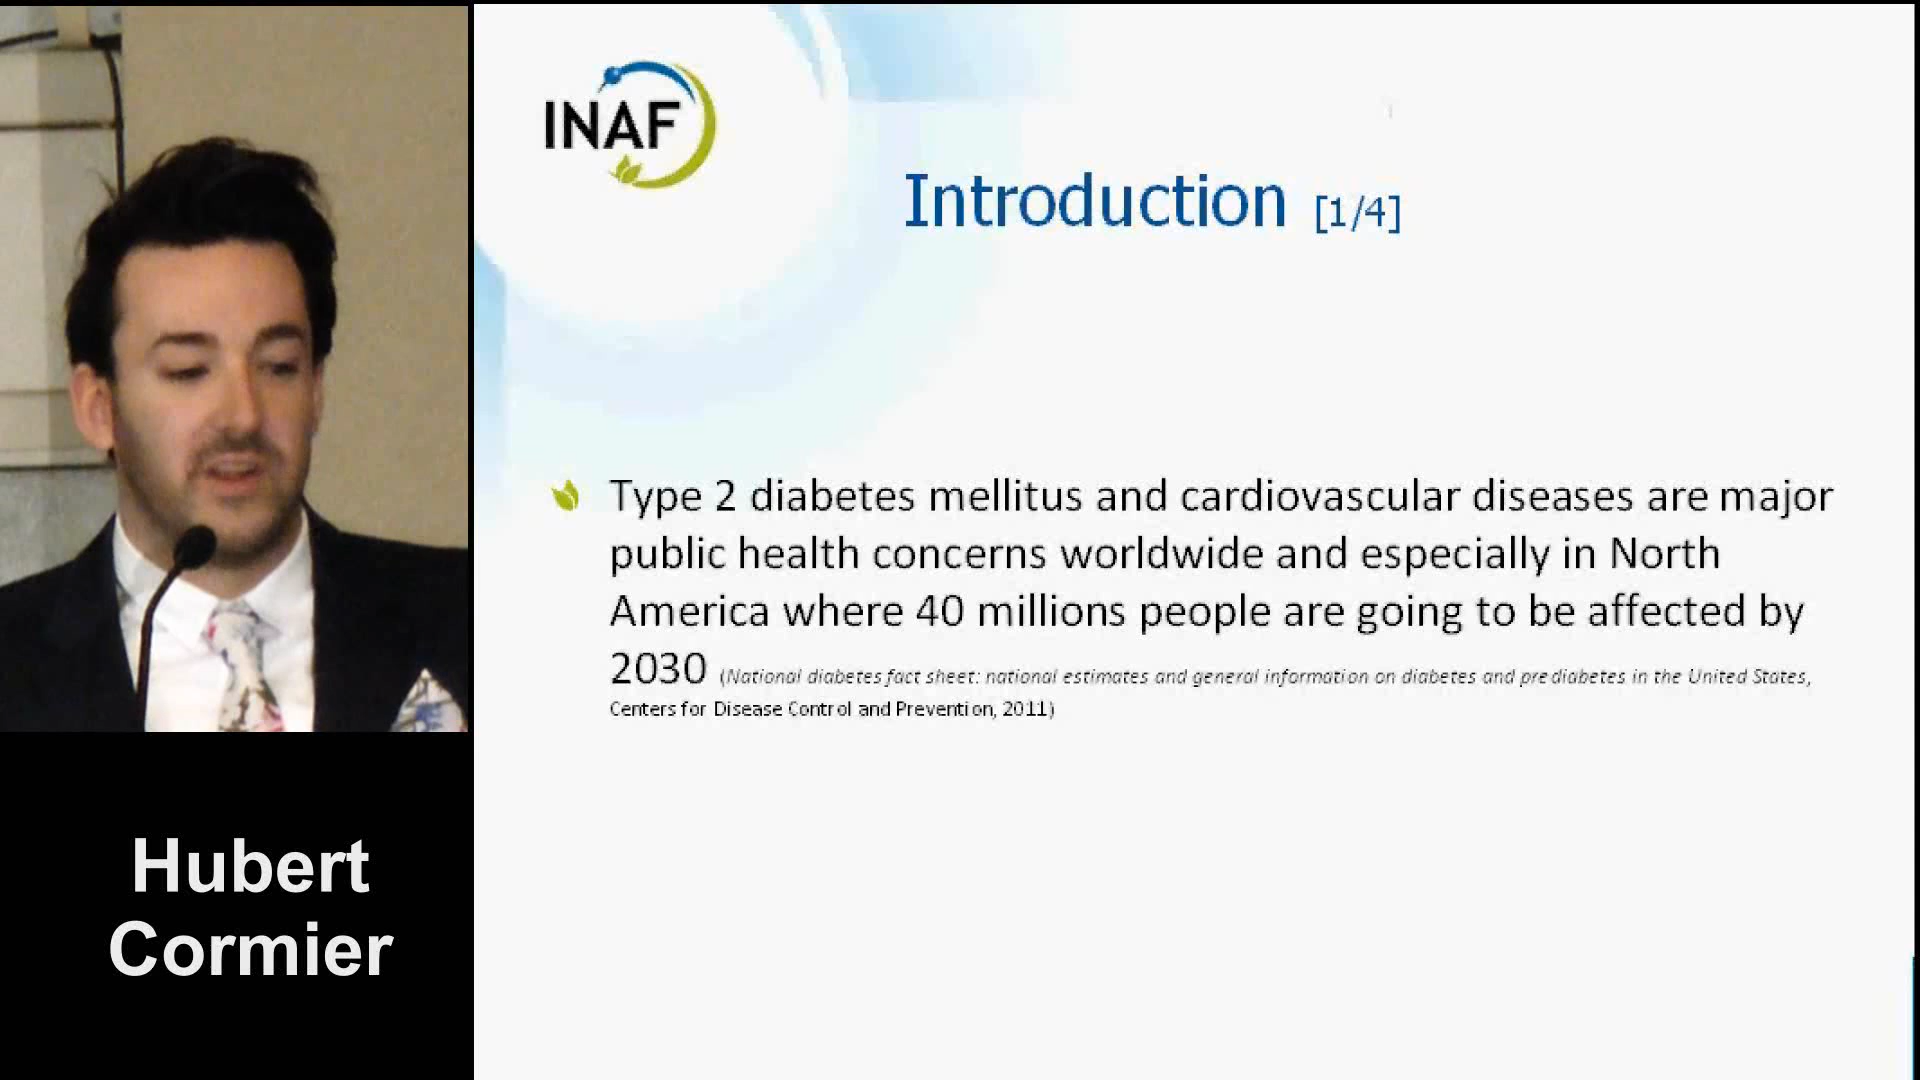 INAF
Introduction [1/4]
Type 2 diabetes mellitus and cardiovascular diseases are major
public health concerns worldwide and especially in North
America where 40 millions people are going to be affected by
2030 (National diabetes fact sheet: national estimates and general information on diabetes and prediabetes in the United States,
Centers for Disease Control and Prevention, 2011)
Hubert
Cormier